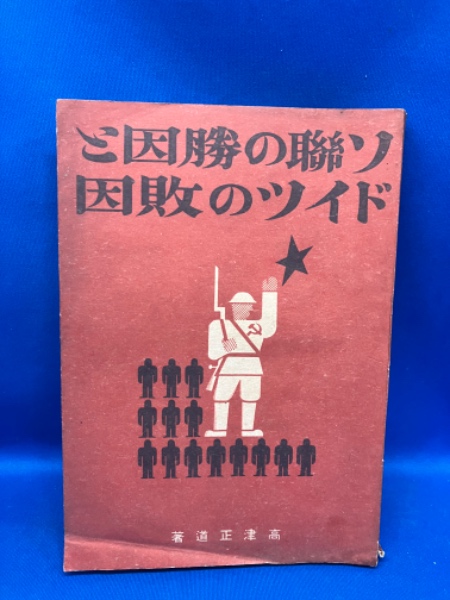 ソ聯の勝因と
ドイツの敗因
高津正道著